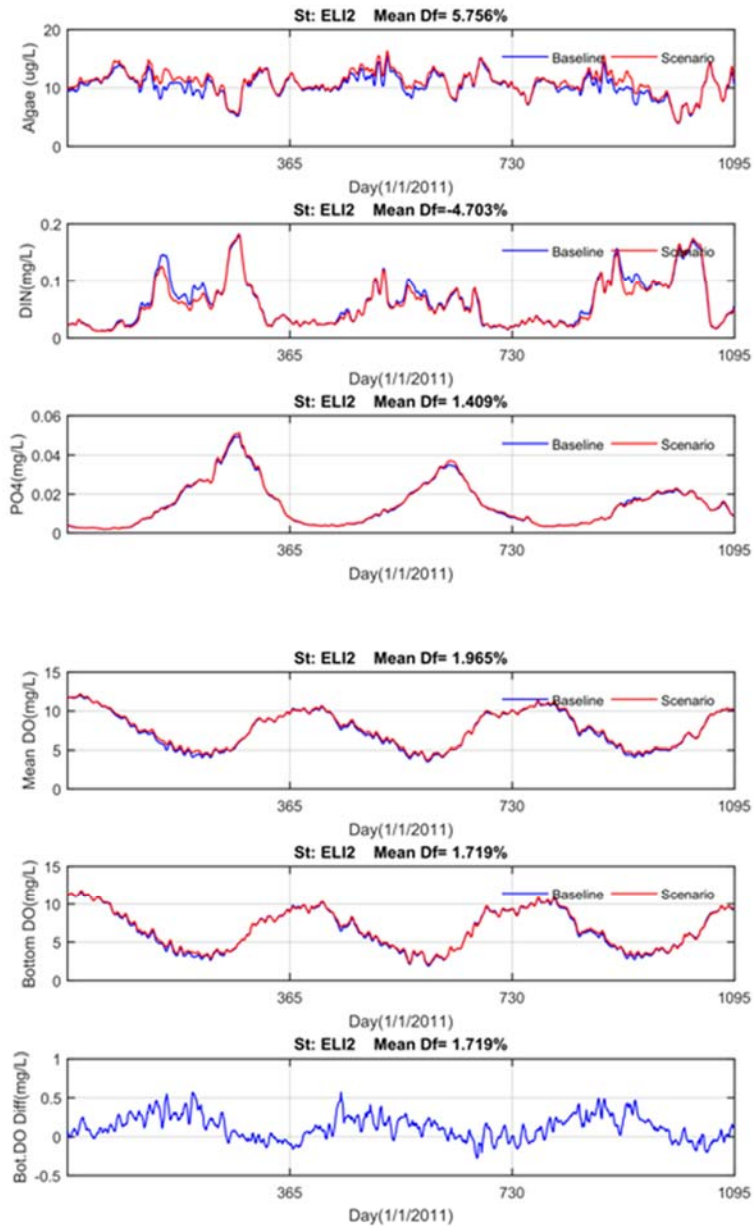 St: ELI2 Mean Df= 5.756%
20
10
0
Algae (ug/L)
Baseline Scenario
365 730 1095
Day(1/1/2011)
St: ELI2 Mean Df=-4.703%
0.2
0.1
0
DIN(mg/L)
Baseline Scenario
365 730 1095
Day(1/1/2011)
St: ELI2 Mean Df= 1.409%
0.06
0.04
0.02
0
PO4(mg/L)
Baseline Scenario
365 730 1095
Day(1/1/2011)
St: ELI2 Mean Df= 1.965%
15
10
5
0
Mean DO(mg/L)
Baseline Scenario
365 730 1095
Day(1/1/2011)
St: ELI2 Mean Df= 1.719%
15
10
5
0
Bottom DO(mg/L)
Baseline Scenario
365 730 1095
Day(1/1/2011)
St: ELI2 Mean Df= 1.719%
1
0.5
0
-0.5
Bot.DO Diff(mg/L)
365 730 1095
Day(1/1/2011)